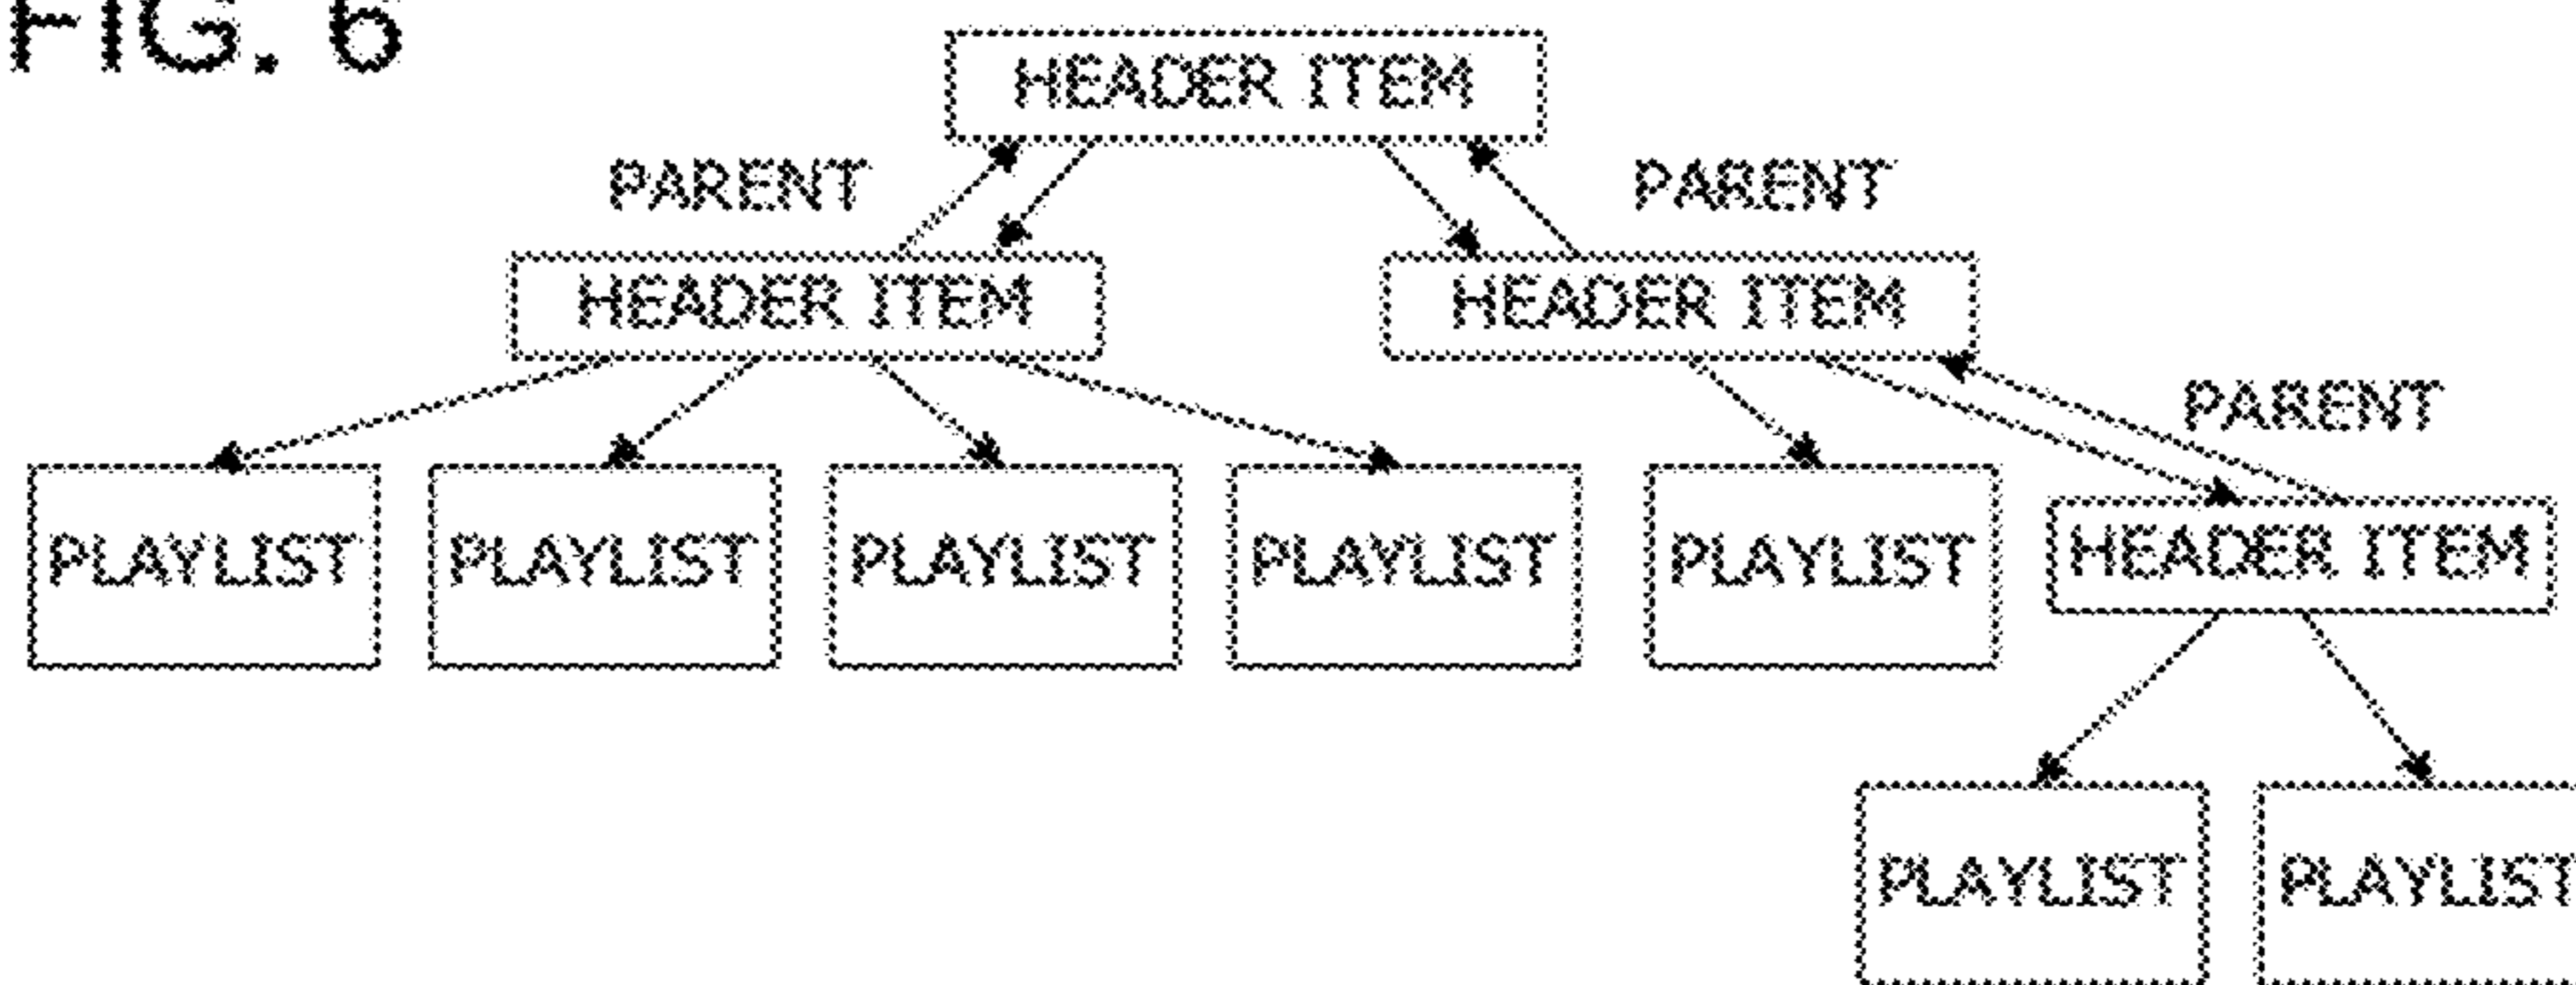 FIG. 6
HEADER ITEM
PARENT PARENT
HEADER ITEM HEADER ITEM
PARENT
PLAYLIST PLAYLIST PLAYLIST PLAYLIST PLAYLIST HEADER ITEM
PLAYLIST PLAYLIST